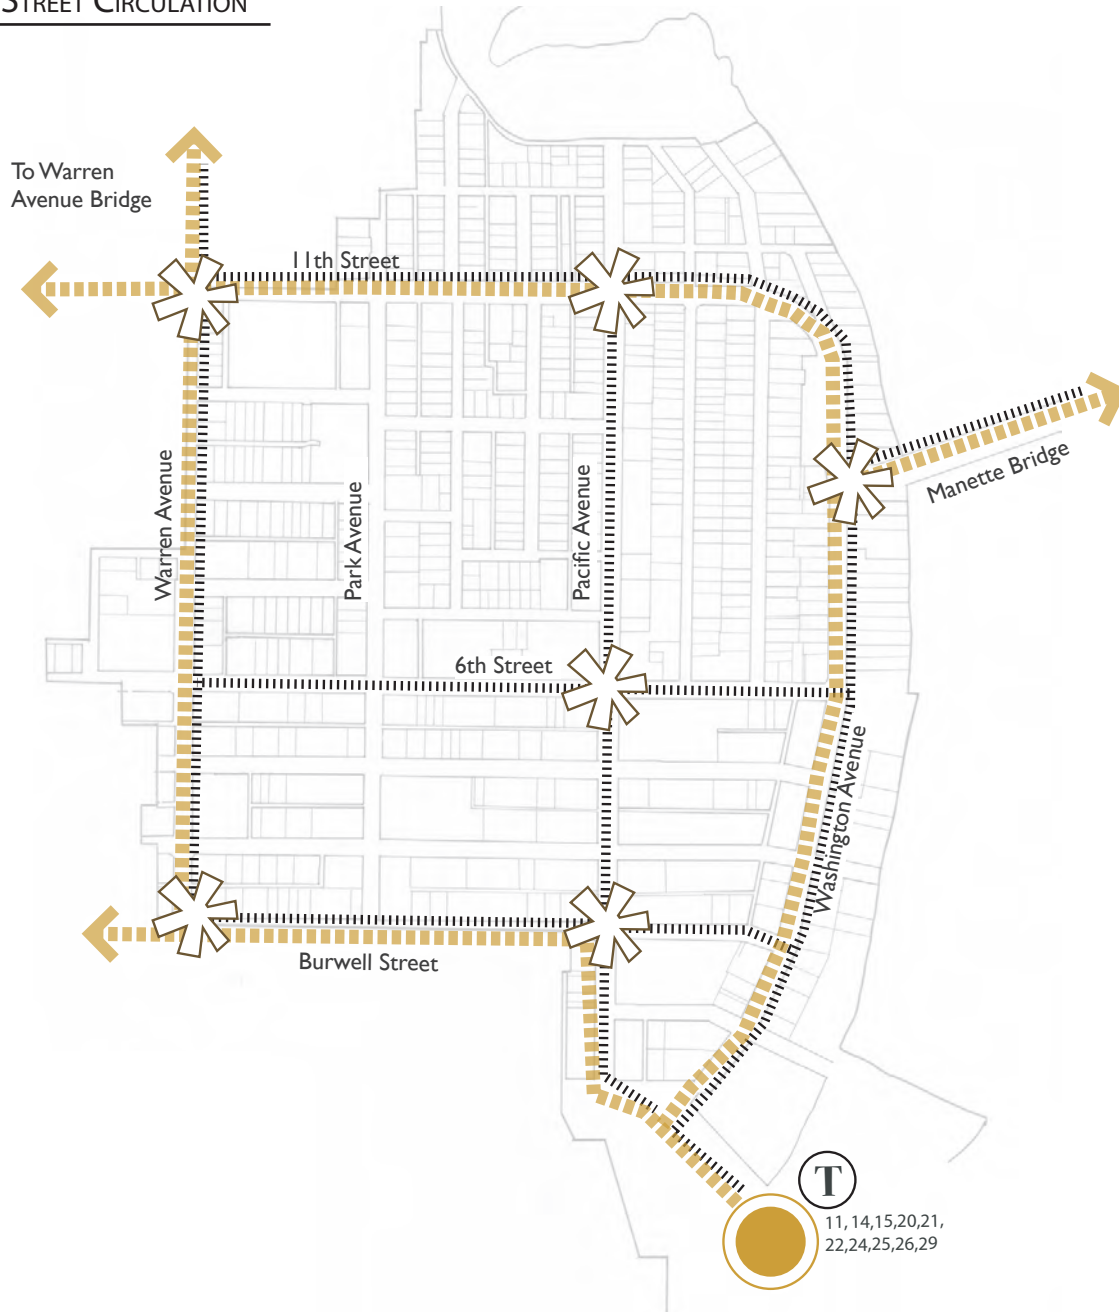 STREET CIRCULATION
To Warren
Avenue Bridge
11th Street
Warren Avenue
Park Avenue
Pacific Avenue
Manette Bridge
6th Street
Washington Avenue
Burwell Street
T
11, 14,15,20,21,
22,24,25,26,29